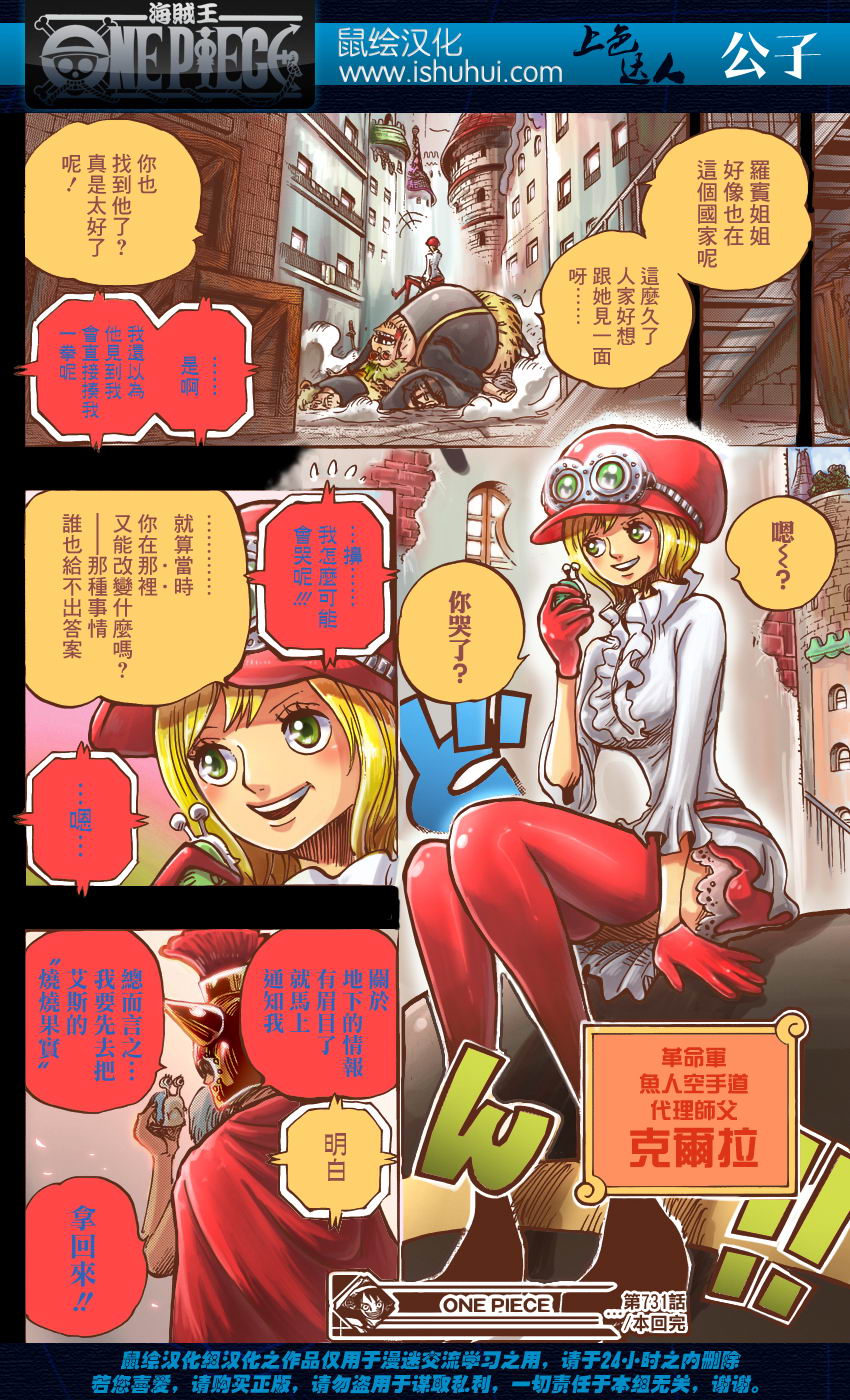 海賊王
ONE PIECE
鼠绘汉化
www.ishuhui.com
上色
达人
公子
羅賓姐姐
好像也在
這個國家呢
這麼久了
人家好想
跟她見一面
呀……
你也
找到他了?
真是太好了
呢!
……
是啊
我還以為
他見到我
會直接揍我
一拳呢
嗯~?
你哭了?
…擤…
我怎麼可能
會哭呢!!!
…………
就算當時
你在那裡
又能改變什麼嗎?
——那種事情
誰也給不出答案
…嗯…
關於
地下的情報
有眉目了
就馬上
通知我
明白
總而言之…
我要先去把
艾斯的
“燒燒果實”
拿回來!!
革命軍
魚人空手道
代理師父
克爾拉
ONE PIECE
第731話
…/本回完
鼠绘汉化组汉化之作品仅用于漫迷交流学习之用，请于24小时之内删除
若您喜爱，请购买正版，请勿盗用于谋取私利，一切责任于本组无关，谢谢。